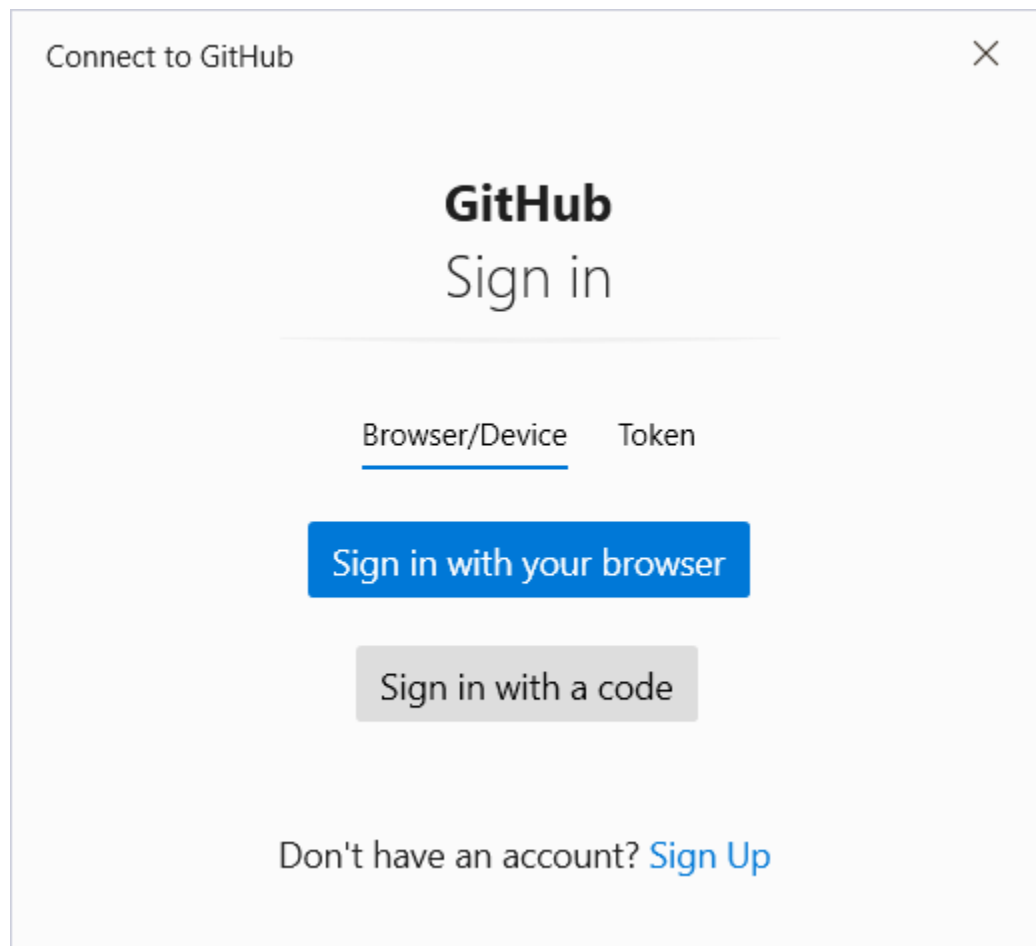 Connect to GitHub
GitHub
Sign in
Browser/Device Token
Sign in with your browser
Sign in with a code
Don't have an account? Sign Up